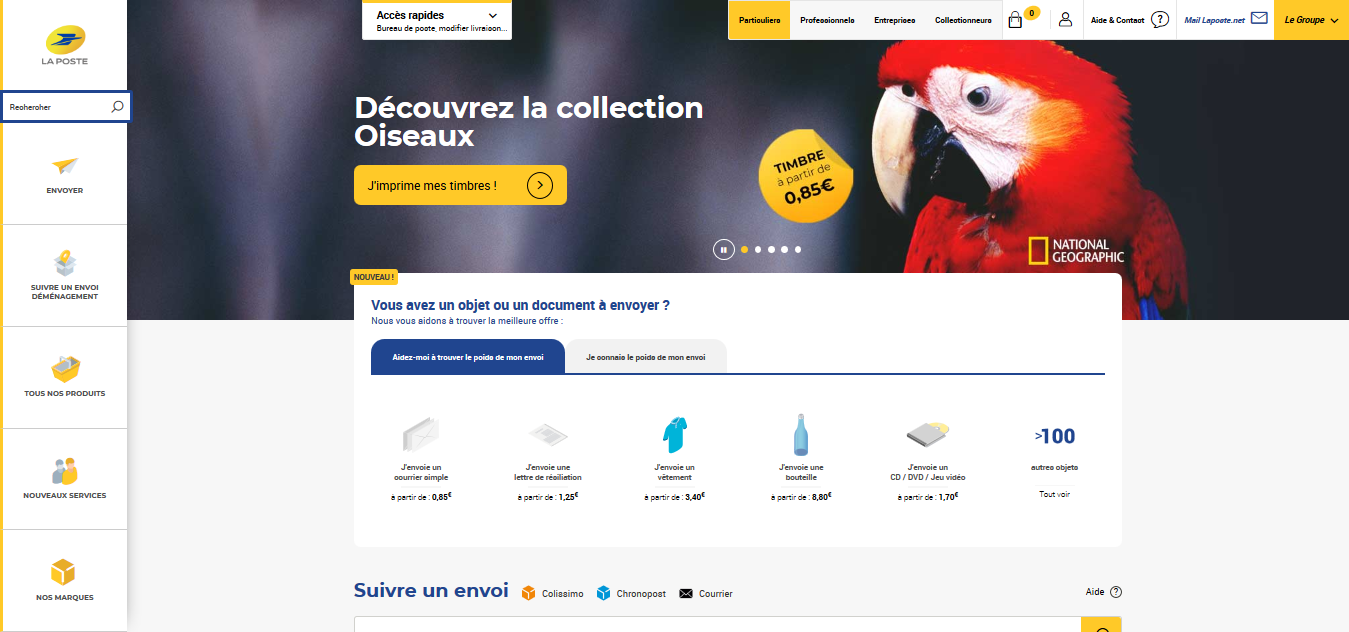 LA POSTE
Rechercher
ENVOYER
SUIVRE UN ENVOI
DÉMÉNAGEMENT
TOUS NOS PRODUITS
NOUVEAUX SERVICES
NOS MARQUES
Accès rapides
Bureau de poste, modifier livraison...
Particuliers
Professionnels
Entreprises
Collectionneurs
0
Aide & Contact
?
Mail Laposte.net
Le Groupe
Découvrez la collection
Oiseaux
J'imprime mes timbres !
TIMBRE
à partir de
0,85€
NATIONAL
GEOGRAPHIC
NOUVEAU !
Vous avez un objet ou un document à envoyer ?
Nous vous aidons à trouver la meilleure offre :
Aidez-moi à trouver le poids de mon envoi
Je connais le poids de mon envoi
J'envoie un
courrier simple
à partir de : 0,85€
J'envoie une
lettre de résiliation
à partir de : 1,25€
J'envoie un
vêtement
à partir de : 3,40€
J'envoie une
bouteille
à partir de : 8,80€
J'envoie un
CD / DVD / Jeu vidéo
à partir de : 1,70€
>100
autres objets
Tout voir
Suivre un envoi
Colissimo
Chronopost
Courrier
Aide ?